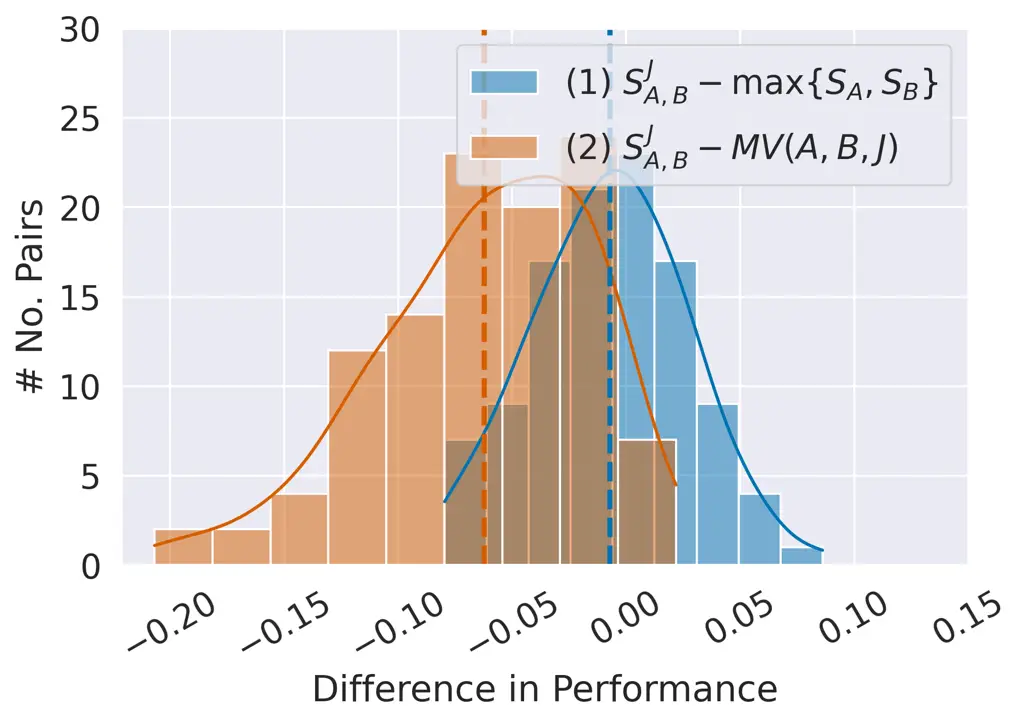 30
25
20
15
10
5
0
# No. Pairs
(1) $S^J_{A,B} - \max\{S_A, S_B\}$
(2) $S^J_{A,B} - MV(A, B, J)$
−0.20 −0.15 −0.10 −0.05 0.00 0.05 0.10 0.15
Difference in Performance